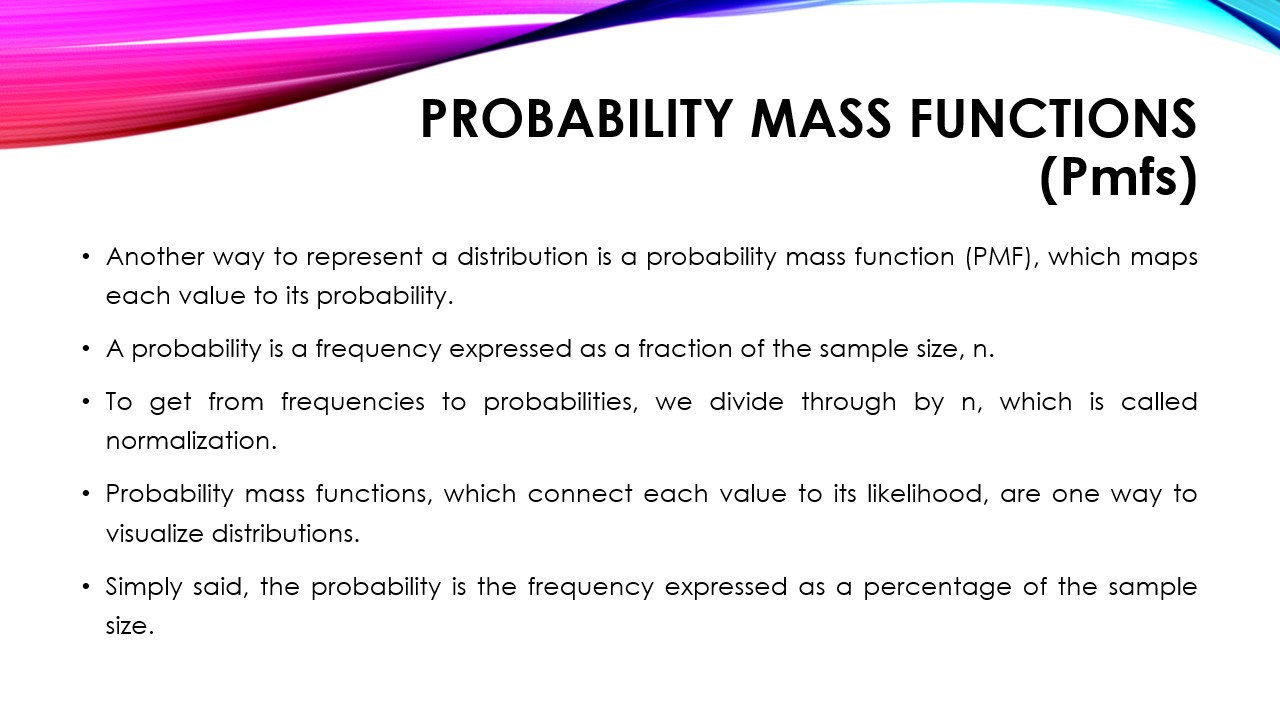 PROBABILITY MASS FUNCTIONS
(Pmfs)
• Another way to represent a distribution is a probability mass function (PMF), which maps
each value to its probability.
• A probability is a frequency expressed as a fraction of the sample size, n.
• To get from frequencies to probabilities, we divide through by n, which is called
normalization.
• Probability mass functions, which connect each value to its likelihood, are one way to
visualize distributions.
• Simply said, the probability is the frequency expressed as a percentage of the sample
size.